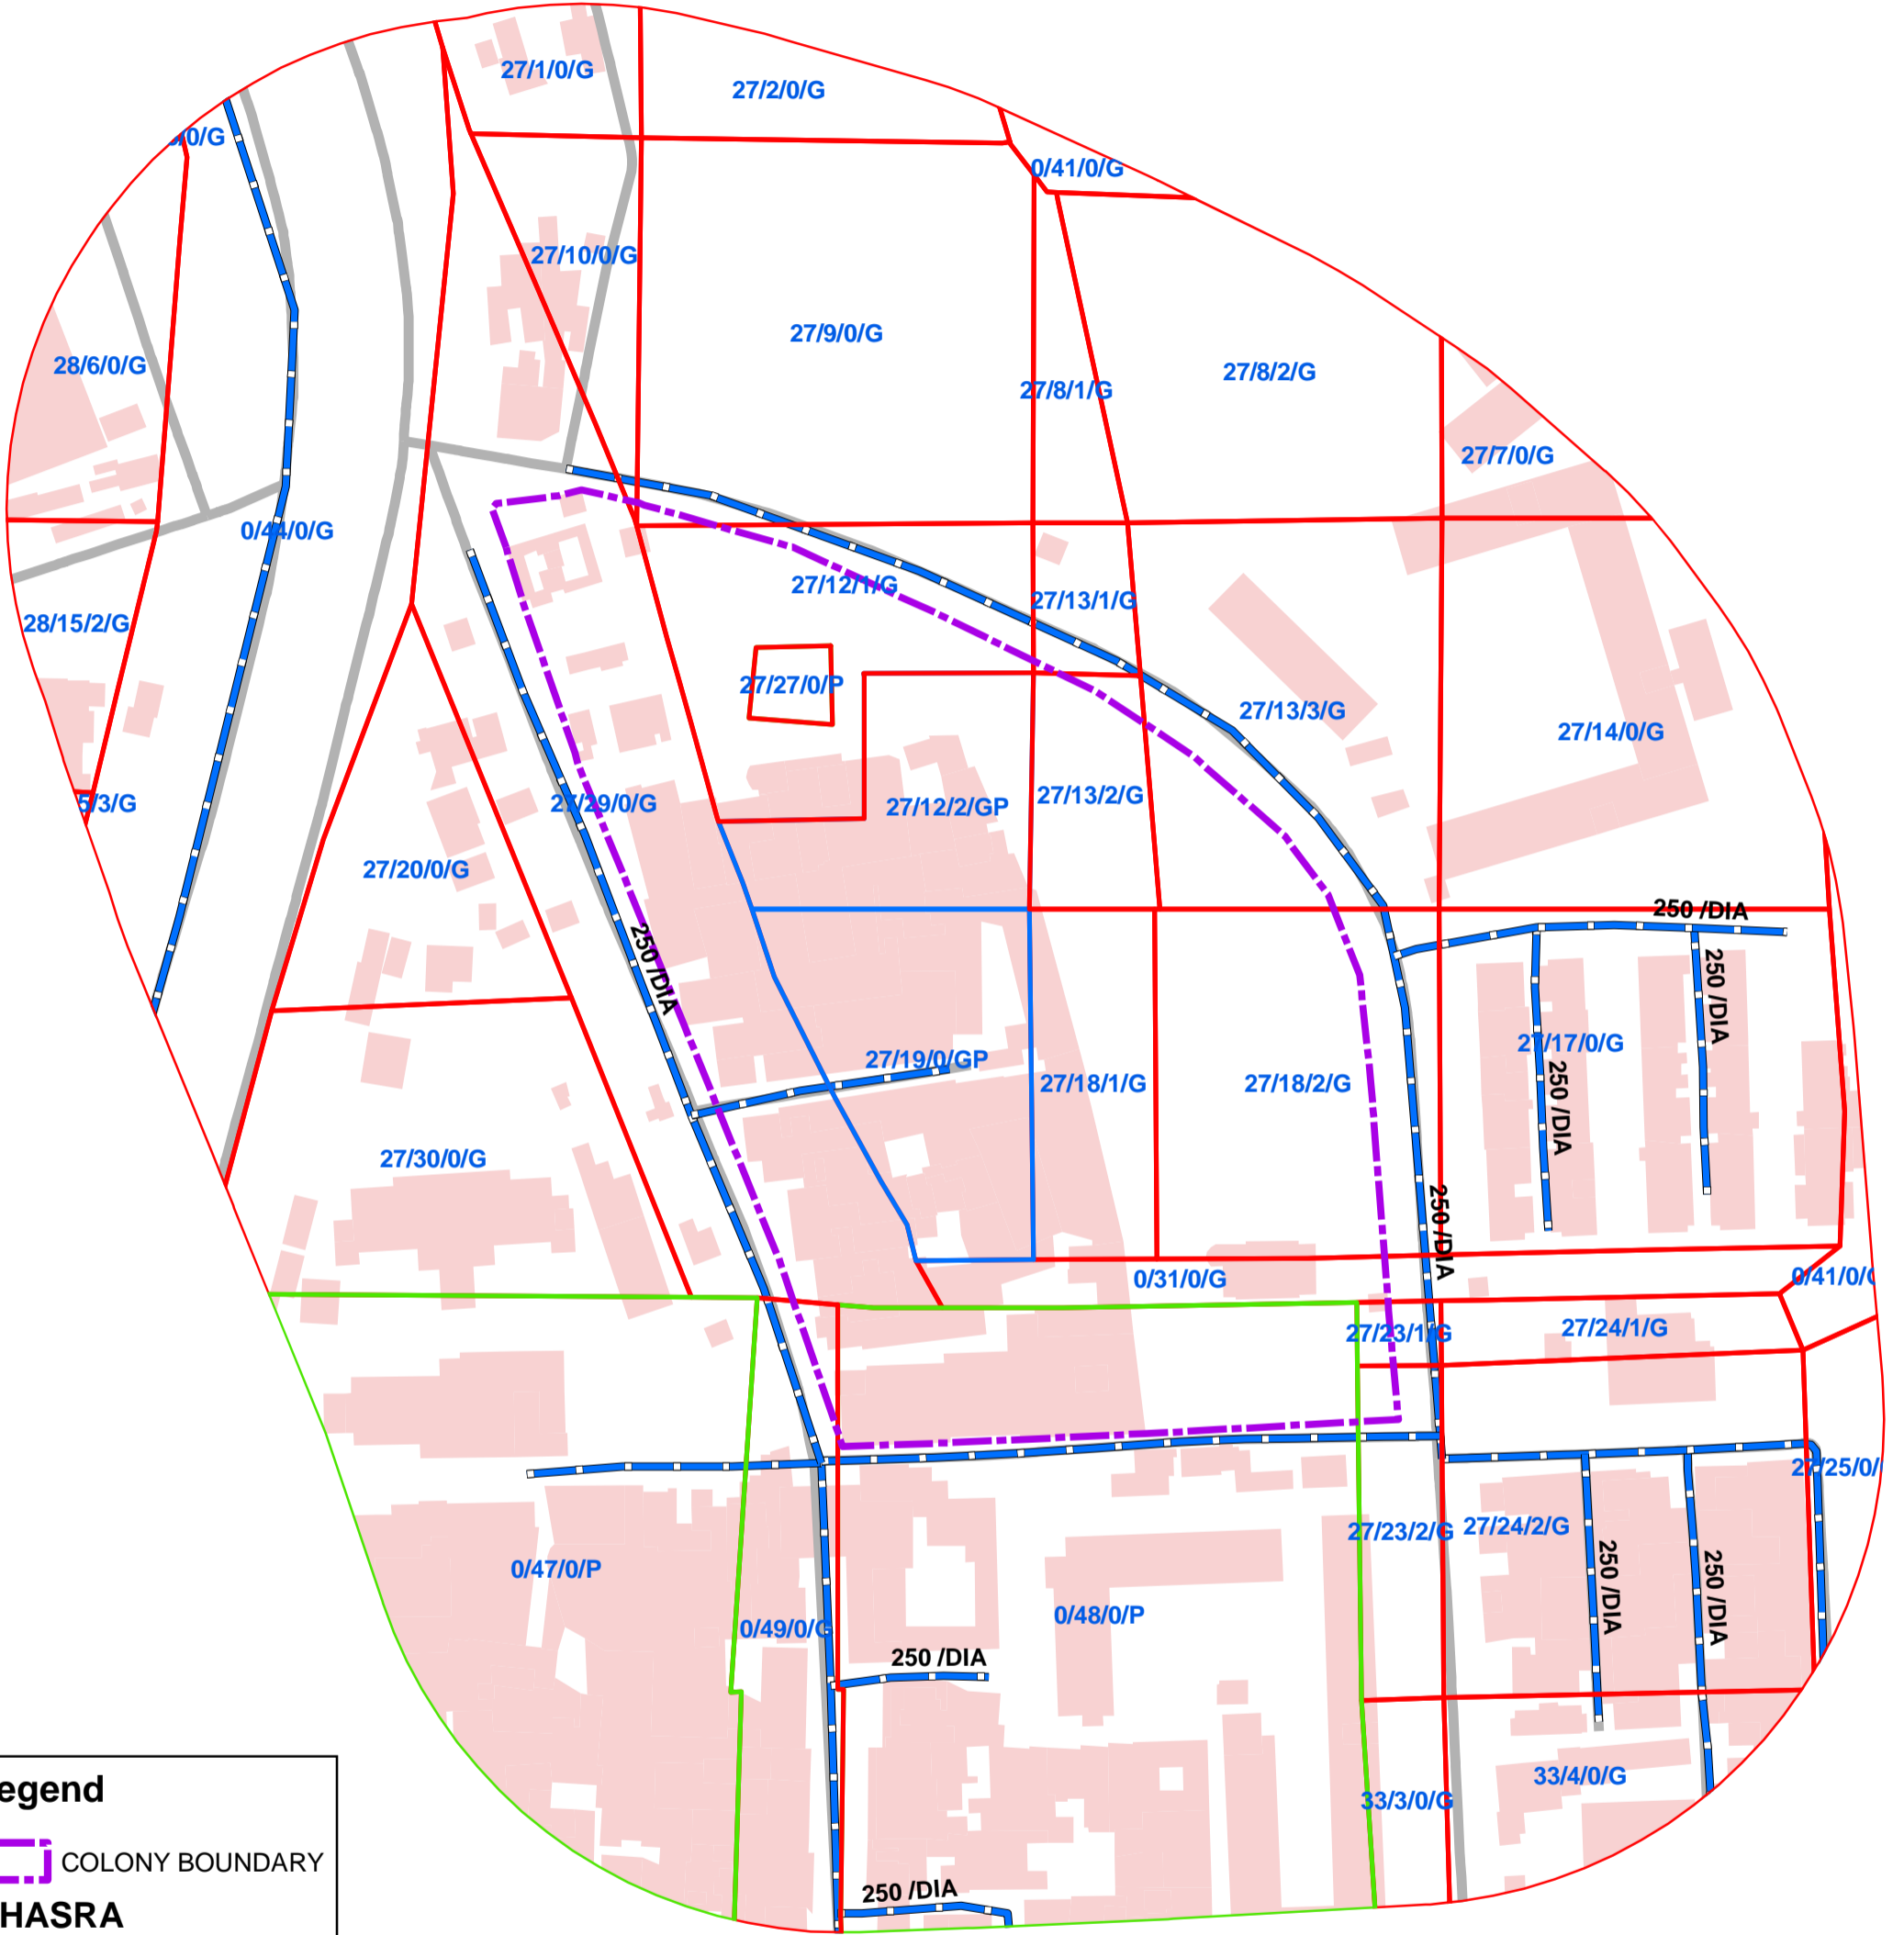 27/1/0/G
27/2/0/G
/0/G
0/41/0/G
27/10/0/G
27/9/0/G
28/6/0/G
27/8/2/G
27/8/1/G
27/7/0/G
0/44/0/G
27/12/1/G
27/13/1/G
28/15/2/G
27/27/0/P
27/13/3/G
27/14/0/G
5/3/G
27/29/0/G
27/12/2/GP
27/13/2/G
27/20/0/G
250 /DIA
250 /DIA
250 /DIA
27/19/0/GP
27/18/1/G
27/18/2/G
27/17/0/G
250 /DIA
27/30/0/G
250 /DIA
0/31/0/G
0/41/0/G
27/23/1/G
27/24/1/G
27/25/0/
27/23/2/G
27/24/2/G
0/47/0/P
250 /DIA
250 /DIA
0/48/0/P
0/49/0/G
250 /DIA
33/4/0/G
33/3/0/G
250 /DIA
egend
COLONY BOUNDARY
HASRA